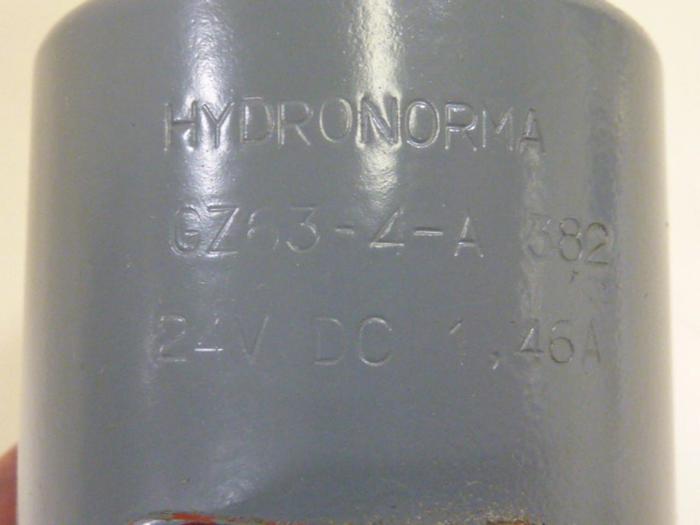 HYDRONORMA
GZ63-4-A 382
24V DC 1,46A